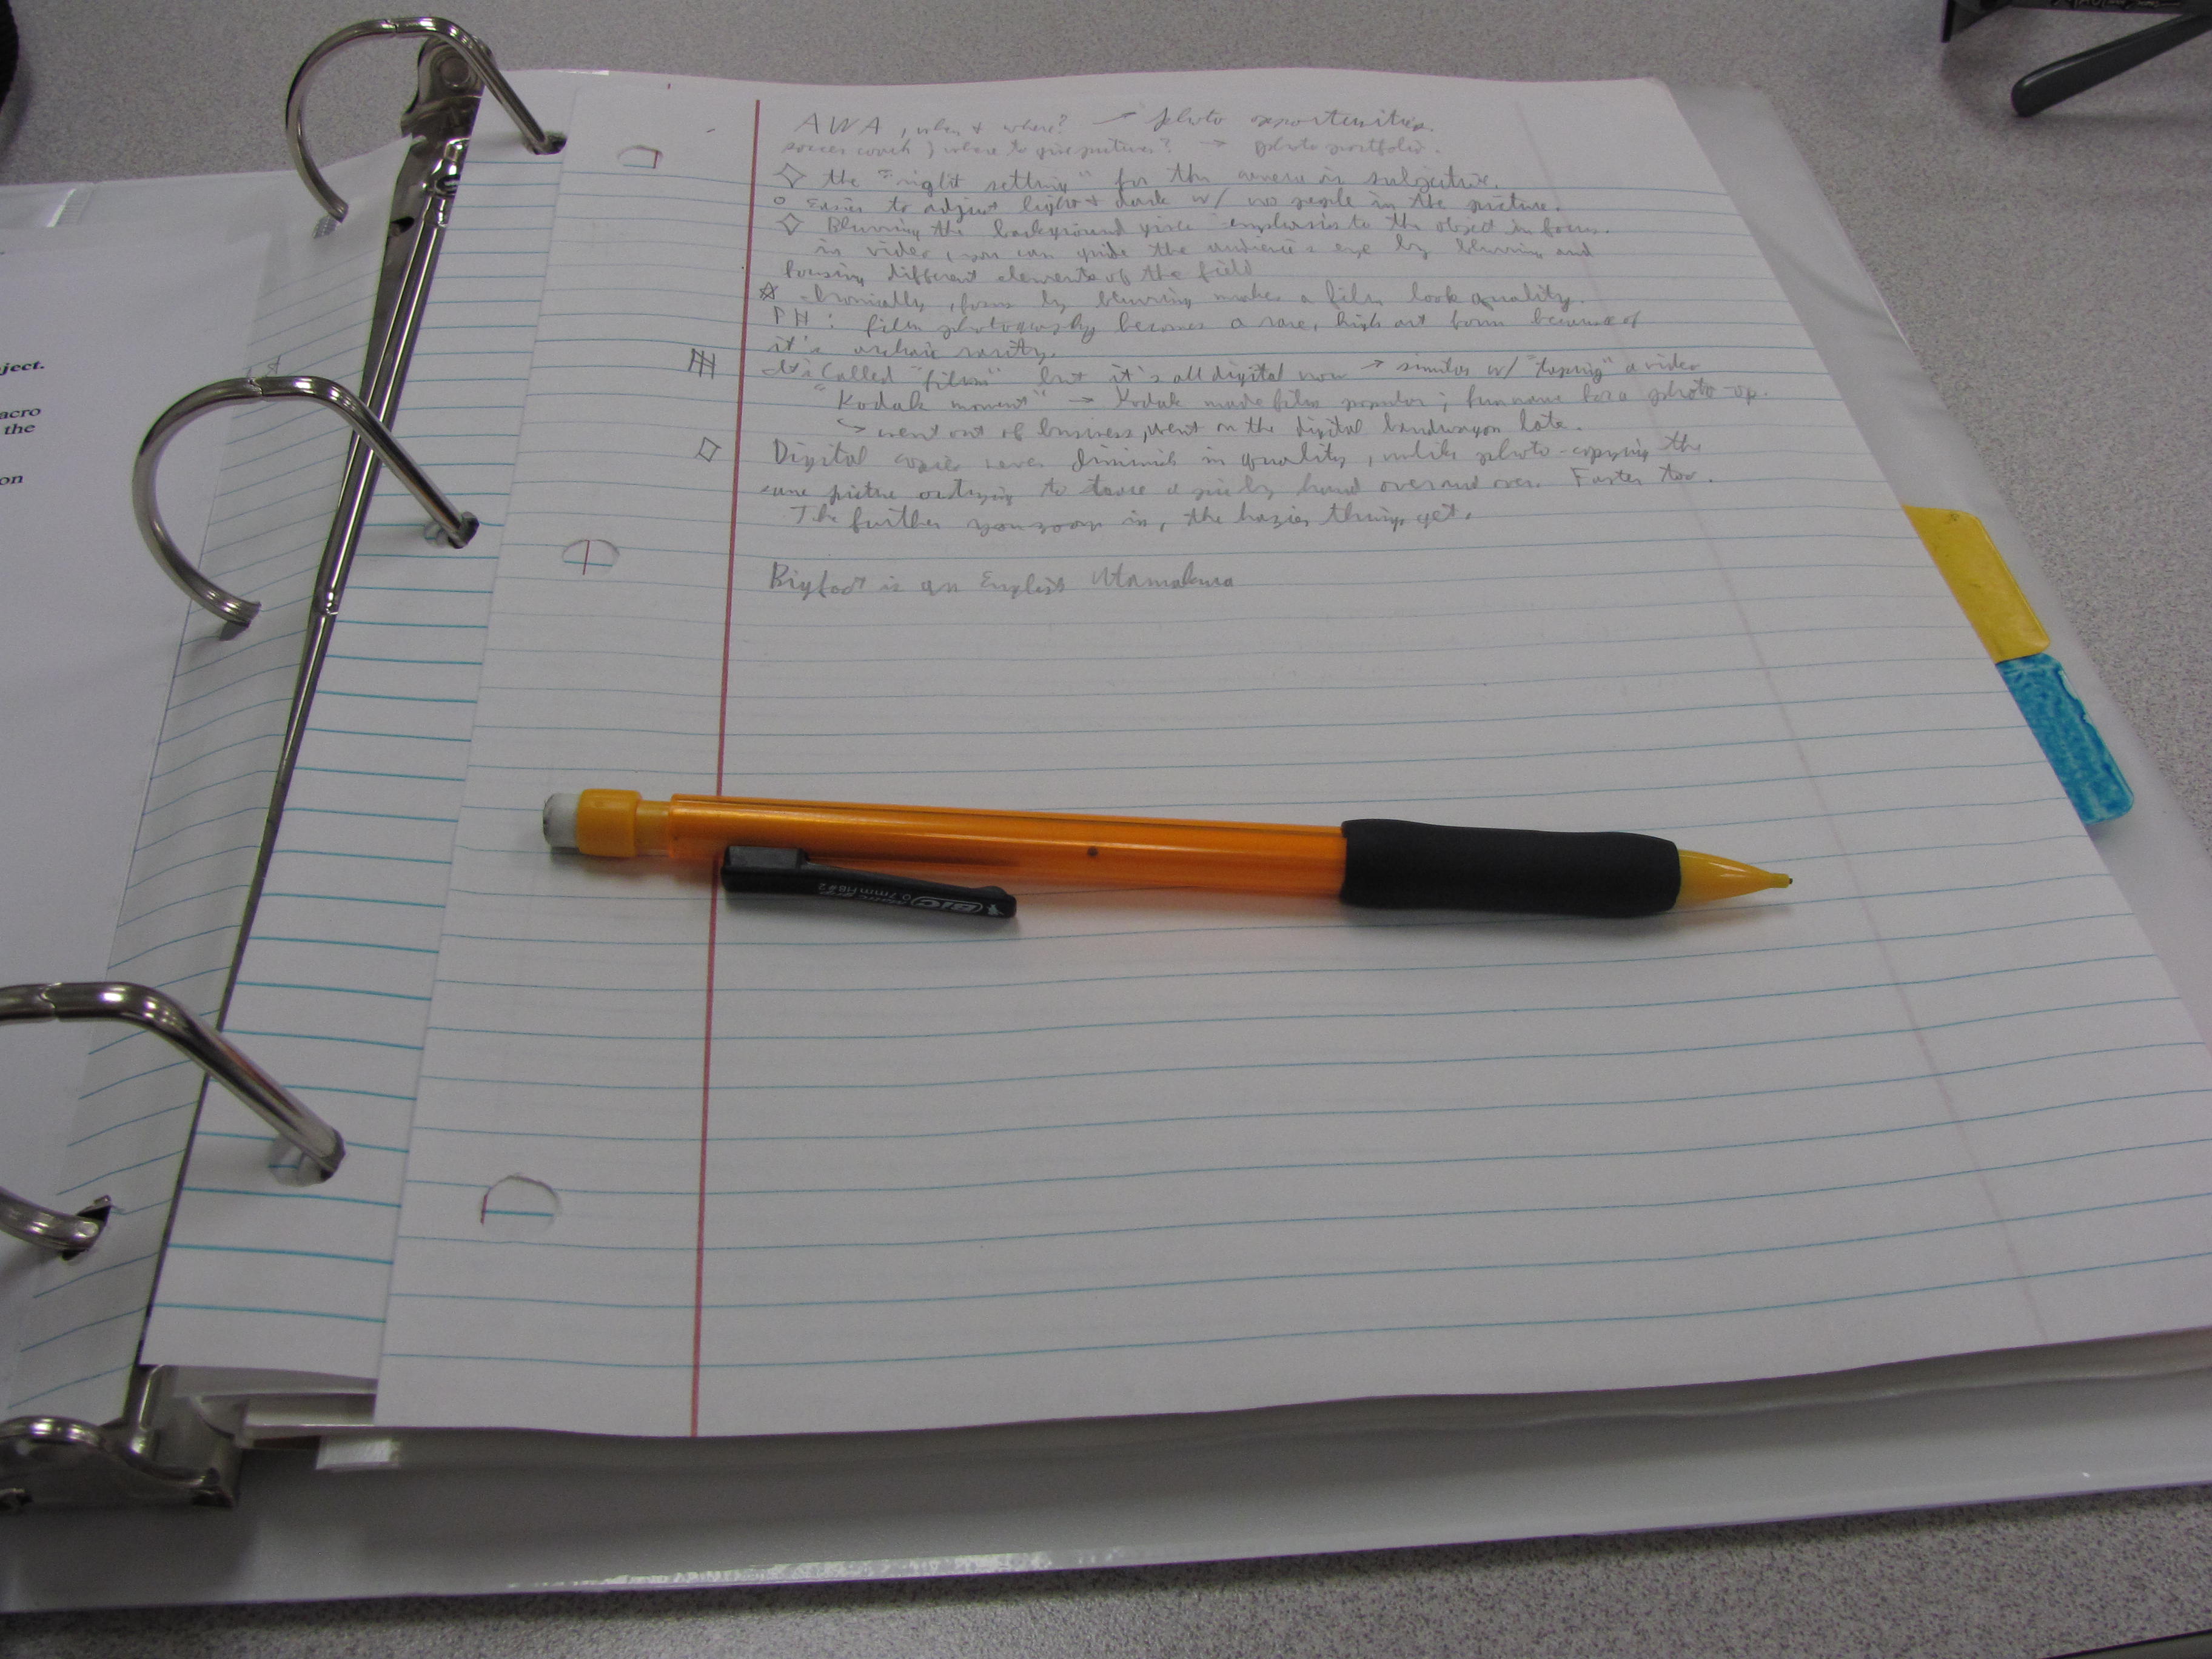 AWA, when & where? → photo opportunities.
soccer coach, where to give pictures? → photo portfolio.
the "right setting" for the camera is subjective.
Easier to adjust light & dark w/ no people in the picture.
Blurring the background gives emphasis to the object in focus.
in video, you can guide the audience's eye by blurring and
focusing different elements of the field
Ironically, focus by blurring makes a film look quality.
PH: film photography becomes a rare, high art form because of
it's archaic rarity.
It's called "film" but it's all digital now → similar w/ "taping" a video
"Kodak moment" → Kodak made film popular; fun name for a photo-op.
↳ went out of business, went on the digital bandwagon late.
Digital copies never diminish in quality, unlike photo-copying the
same picture or trying to by hand over and over. Faster too.
The further you zoom in, the hazier things get.
Bigfoot is an English
ject.
acro
the
on
BIC
0.7mm HB#2